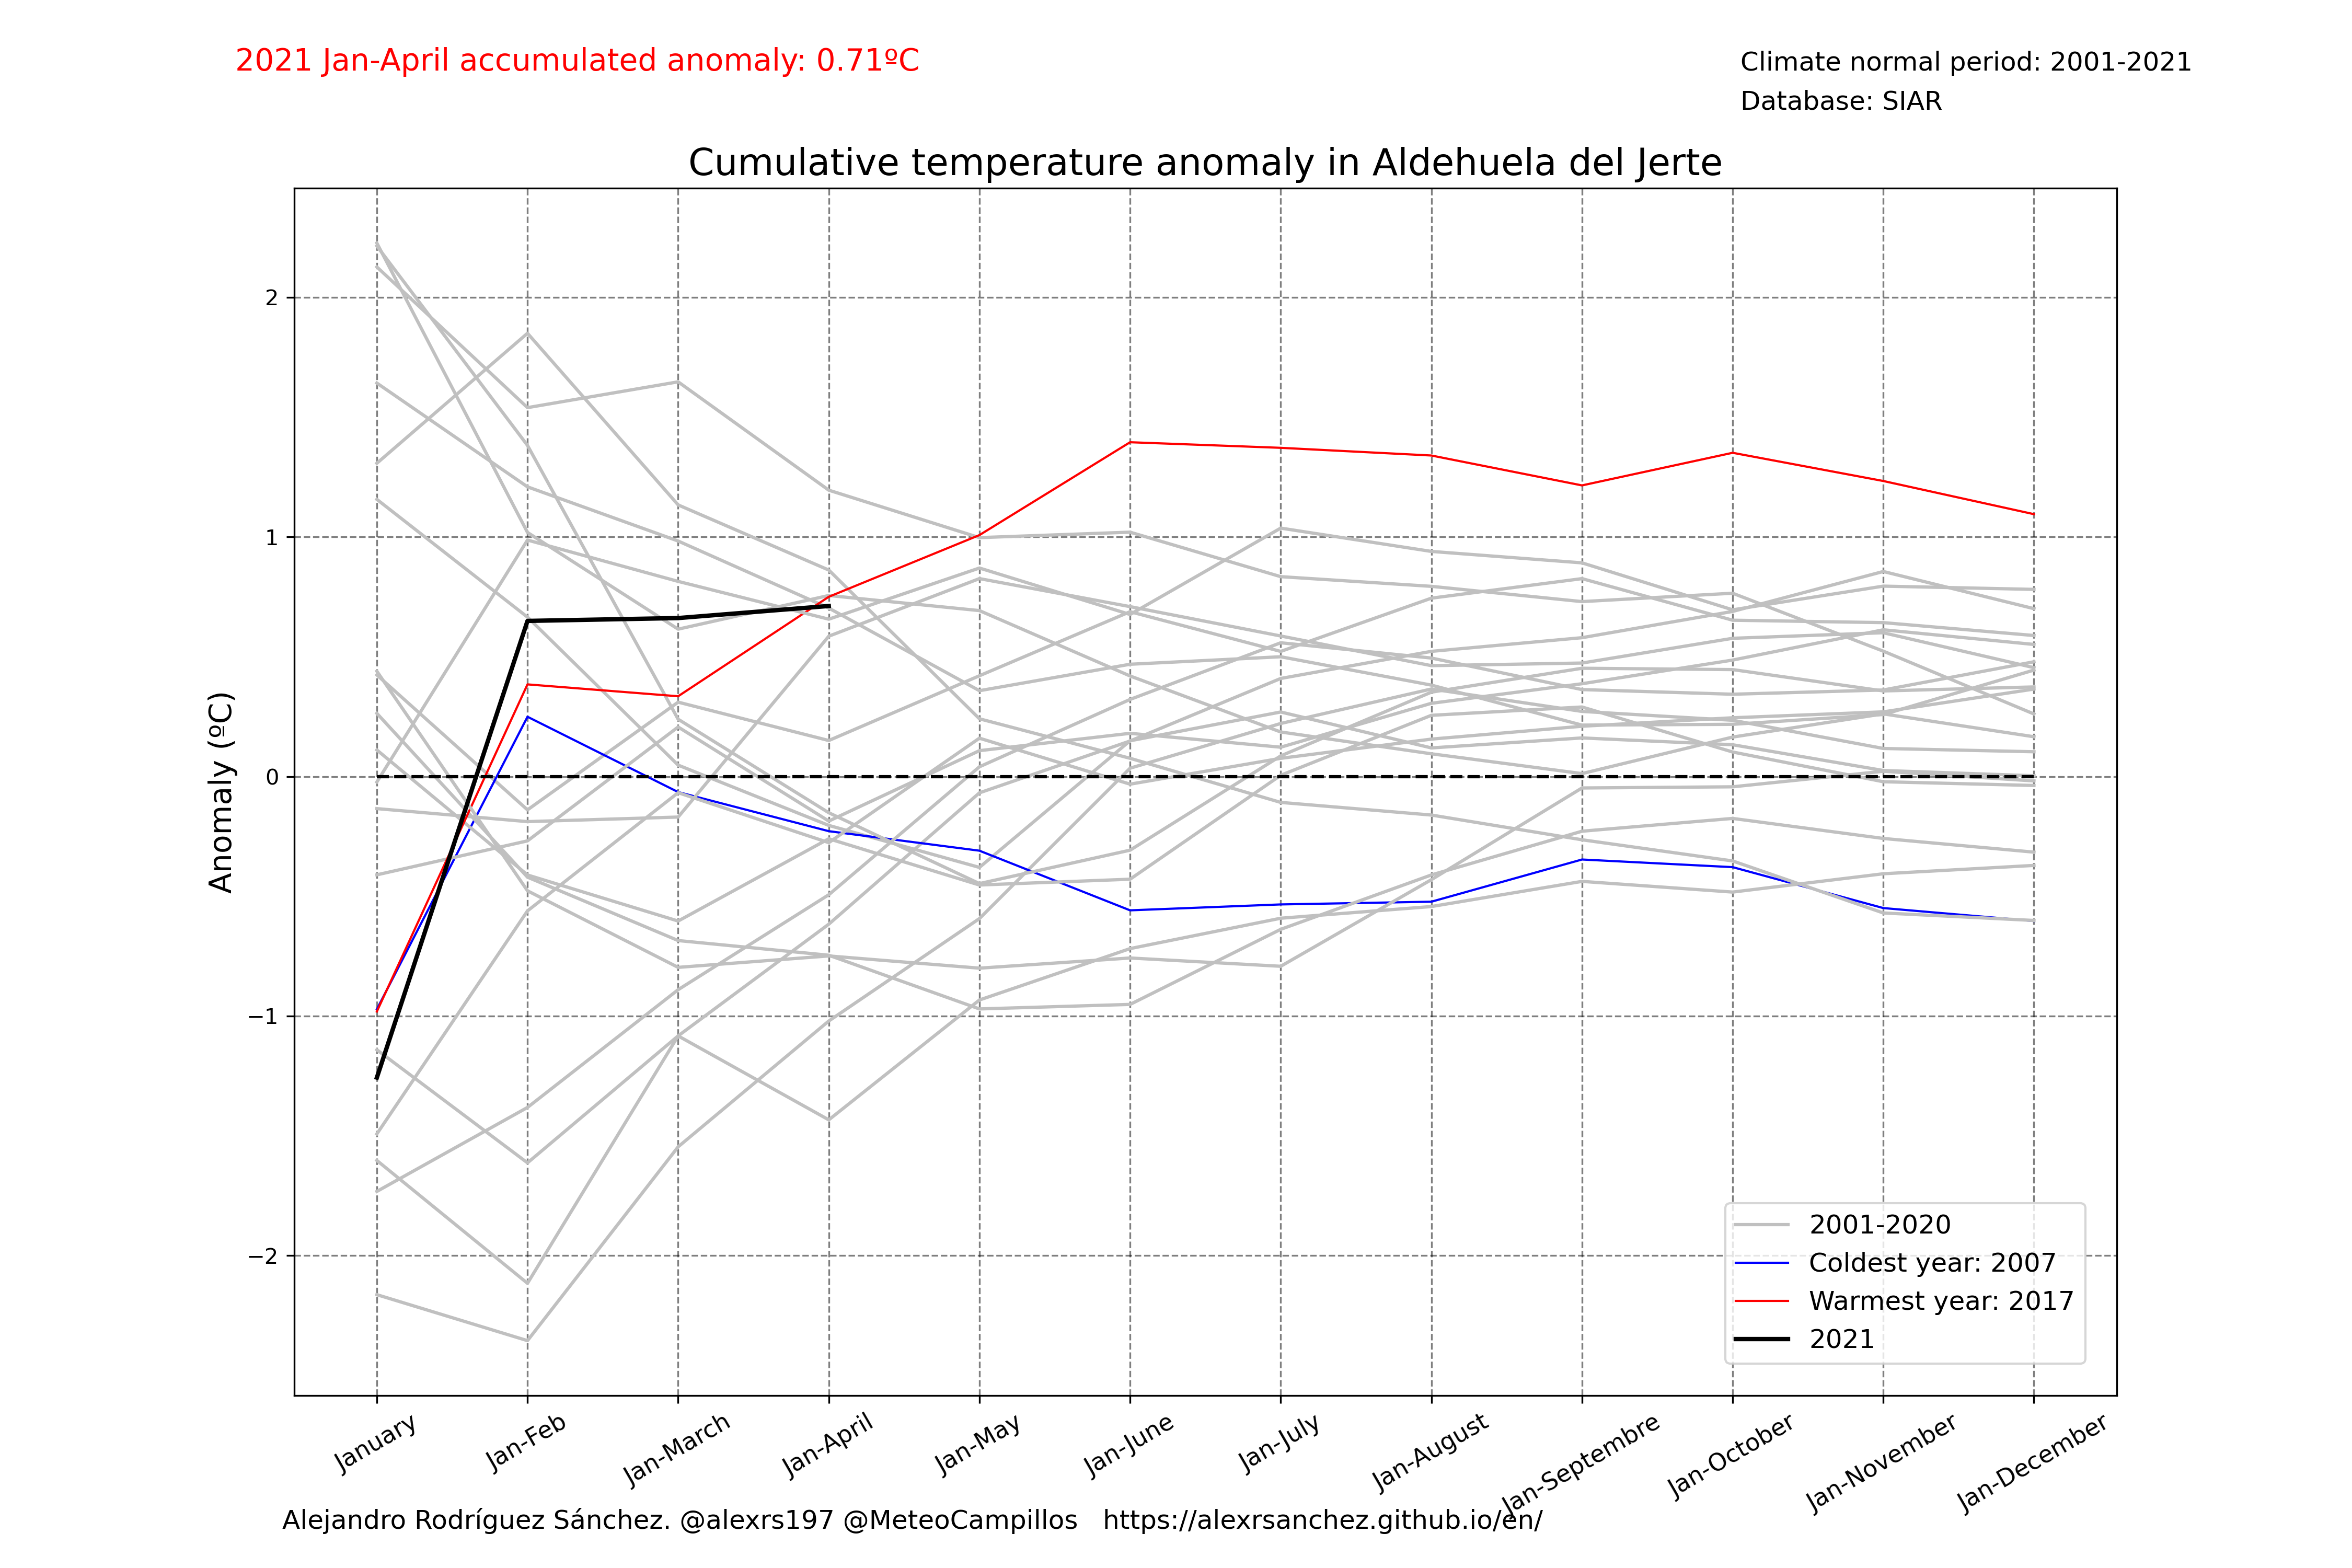 2021 Jan-April accumulated anomaly: 0.71ºC
Climate normal period: 2001-2021
Database: SIAR
Cumulative temperature anomaly in Aldehuela del Jerte
Anomaly (ºC)
2
1
0
−1
−2
2001-2020
Coldest year: 2007
Warmest year: 2017
2021
January
Jan-Feb
Jan-March
Jan-April
Jan-May
Jan-June
Jan-July
Jan-August
Jan-Septembre
Jan-October
Jan-November
Jan-December
Alejandro Rodríguez Sánchez. @alexrs197 @MeteoCampillos https://alexrsanchez.github.io/en/